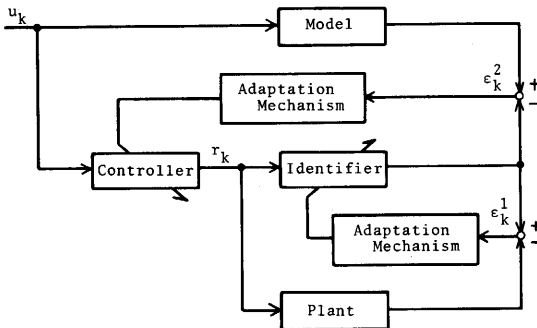 u_k
Model
ε_k^2
+
−
Adaptation
Mechanism
Controller
r_k
Identifier
ε_k^1
+
−
Adaptation
Mechanism
Plant